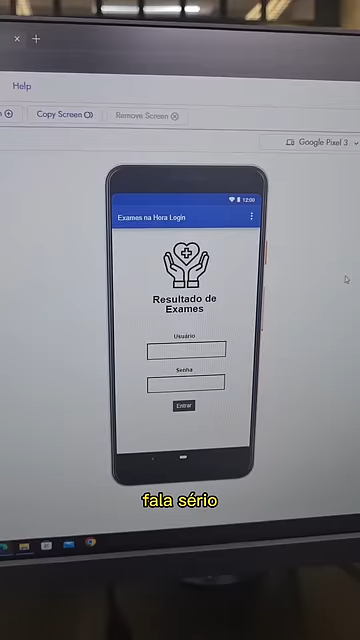 Help
Copy Screen
Remove Screen
Google Pixel 3
12:00
Exames na Hora Login
Resultado de
Exames
Usuário
Senha
Entrar
fala sério